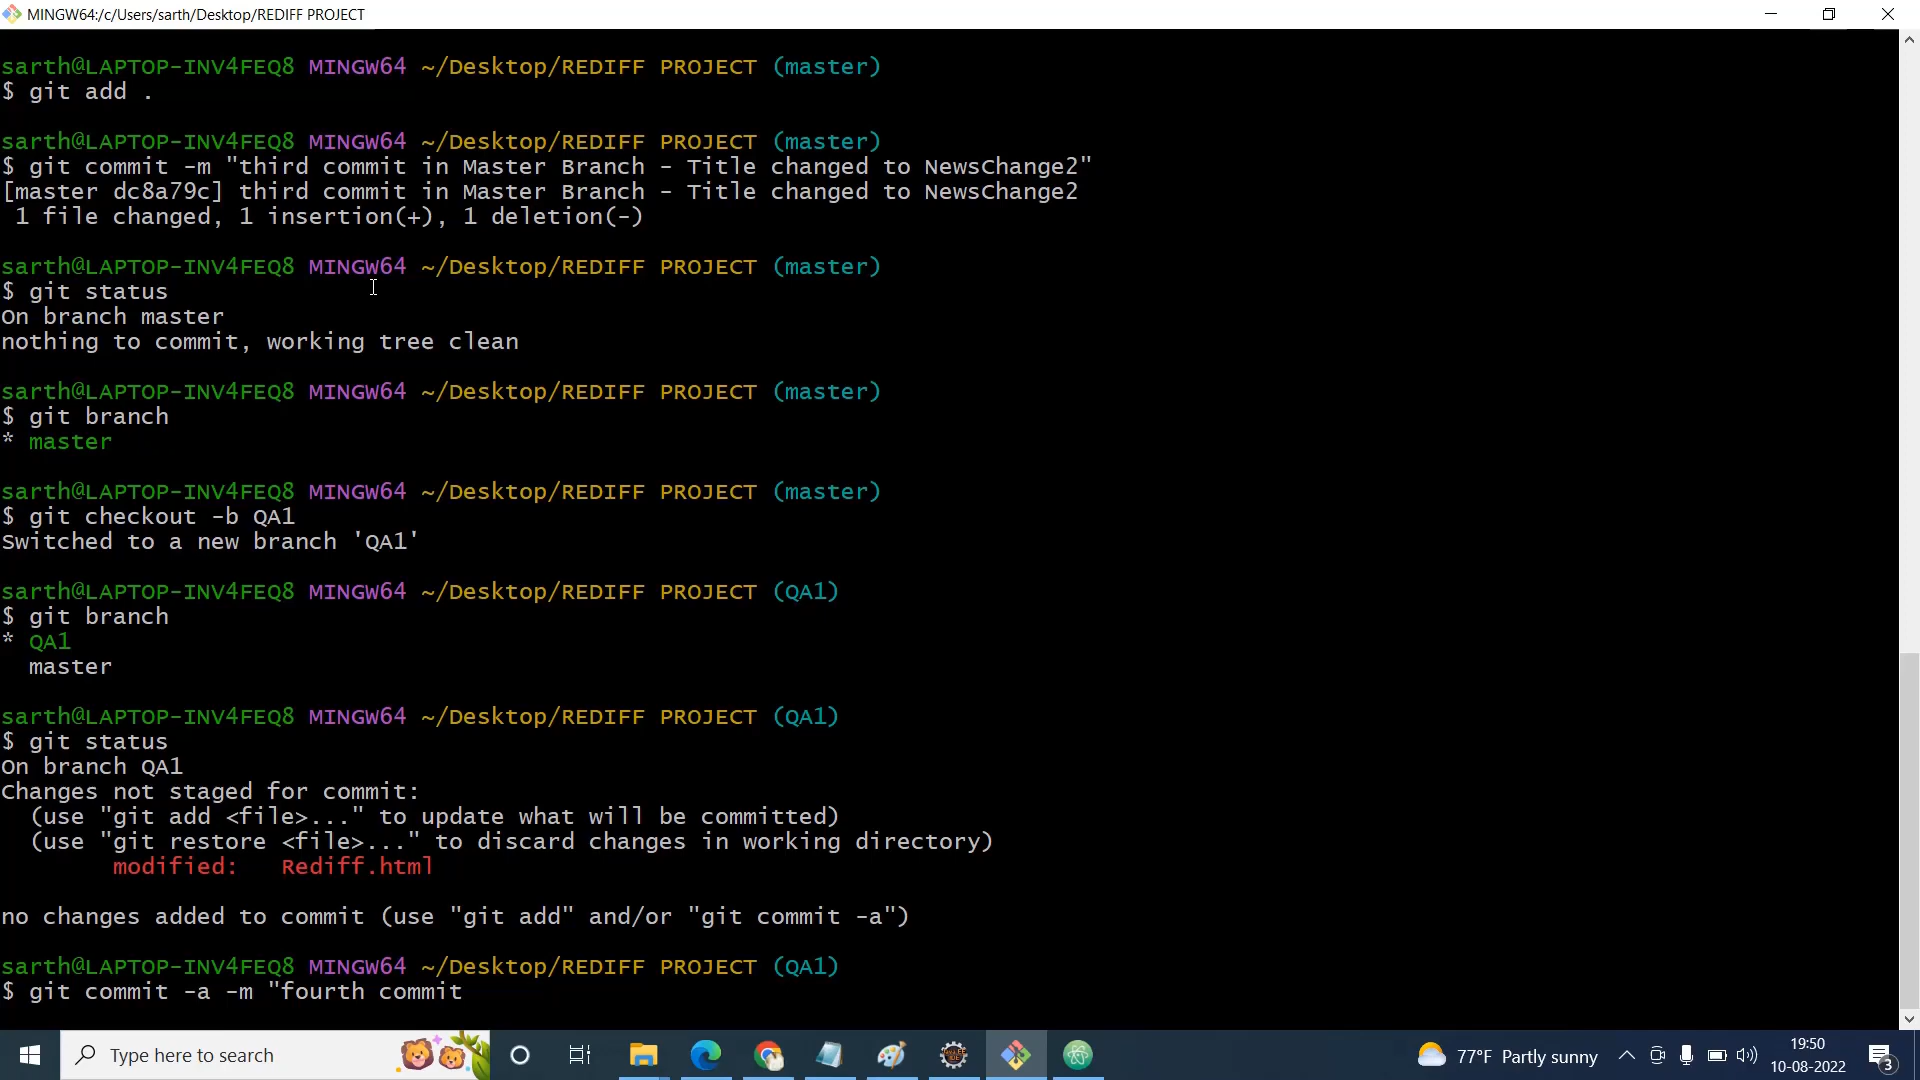 MINGW64:/c/Users/sarth/Desktop/REDIFF PROJECT
sarth@LAPTOP-INV4FEQ8 MINGW64 ~/Desktop/REDIFF PROJECT (master)
$ git add .
sarth@LAPTOP-INV4FEQ8 MINGW64 ~/Desktop/REDIFF PROJECT (master)
$ git commit -m "third commit in Master Branch - Title changed to NewsChange2"
[master dc8a79c] third commit in Master Branch - Title changed to NewsChange2
 1 file changed, 1 insertion(+), 1 deletion(-)
sarth@LAPTOP-INV4FEQ8 MINGW64 ~/Desktop/REDIFF PROJECT (master)
$ git status
On branch master
nothing to commit, working tree clean
sarth@LAPTOP-INV4FEQ8 MINGW64 ~/Desktop/REDIFF PROJECT (master)
$ git branch
* master
sarth@LAPTOP-INV4FEQ8 MINGW64 ~/Desktop/REDIFF PROJECT (master)
$ git checkout -b QA1
Switched to a new branch 'QA1'
sarth@LAPTOP-INV4FEQ8 MINGW64 ~/Desktop/REDIFF PROJECT (QA1)
$ git branch
* QA1
  master
sarth@LAPTOP-INV4FEQ8 MINGW64 ~/Desktop/REDIFF PROJECT (QA1)
$ git status
On branch QA1
Changes not staged for commit:
  (use "git add <file>..." to update what will be committed)
  (use "git restore <file>..." to discard changes in working directory)
        modified:   Rediff.html
no changes added to commit (use "git add" and/or "git commit -a")
sarth@LAPTOP-INV4FEQ8 MINGW64 ~/Desktop/REDIFF PROJECT (QA1)
$ git commit -a -m "fourth commit
Type here to search
77°F Partly sunny
19:50
10-08-2022
3